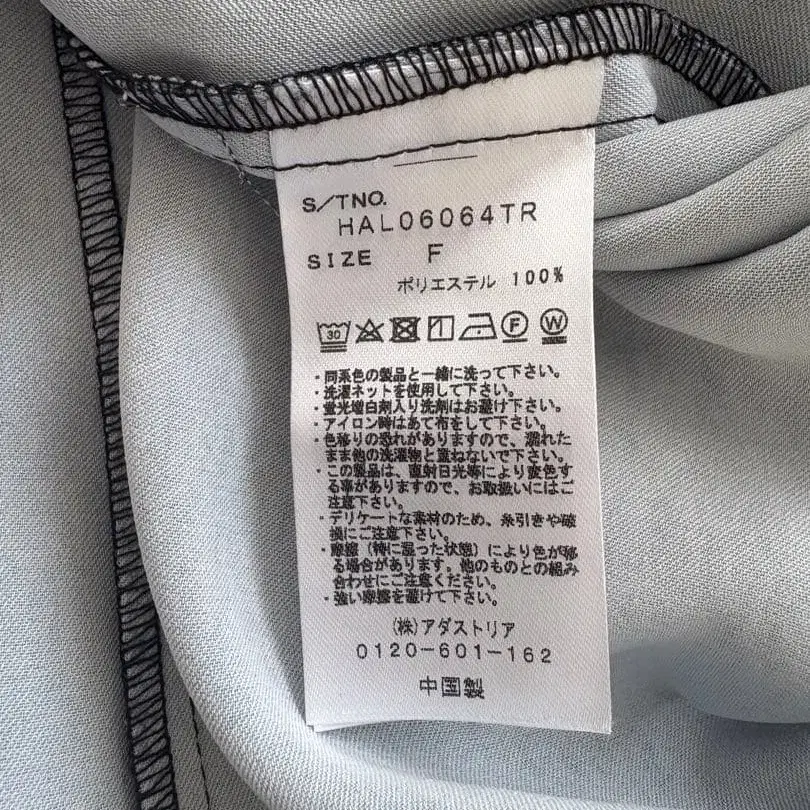 S/TNO.
HAL06064TR
SIZE F
ポリエステル 100%
30
F
W
・同系色の製品と一緒に洗って下さい。
・洗濯ネットを使用して下さい。
・蛍光増白剤入り洗剤はお避け下さい。
・アイロン時はあて布をして下さい。
・色移りの恐れがありますので、濡れた
まま他の洗濯物と重ねないで下さい。
・この製品は、直射日光等により変色す
る事がありますので、お取扱いにはご
注意下さい。
・デリケートな素材のため、糸引きや破
損にご注意下さい。
・摩擦（特に湿った状態）により色が移
る場合があります。他のものとの組み
合わせにご注意ください。
・強い摩擦を避けて下さい。
(株)アダストリア
0120-601-162
中国製